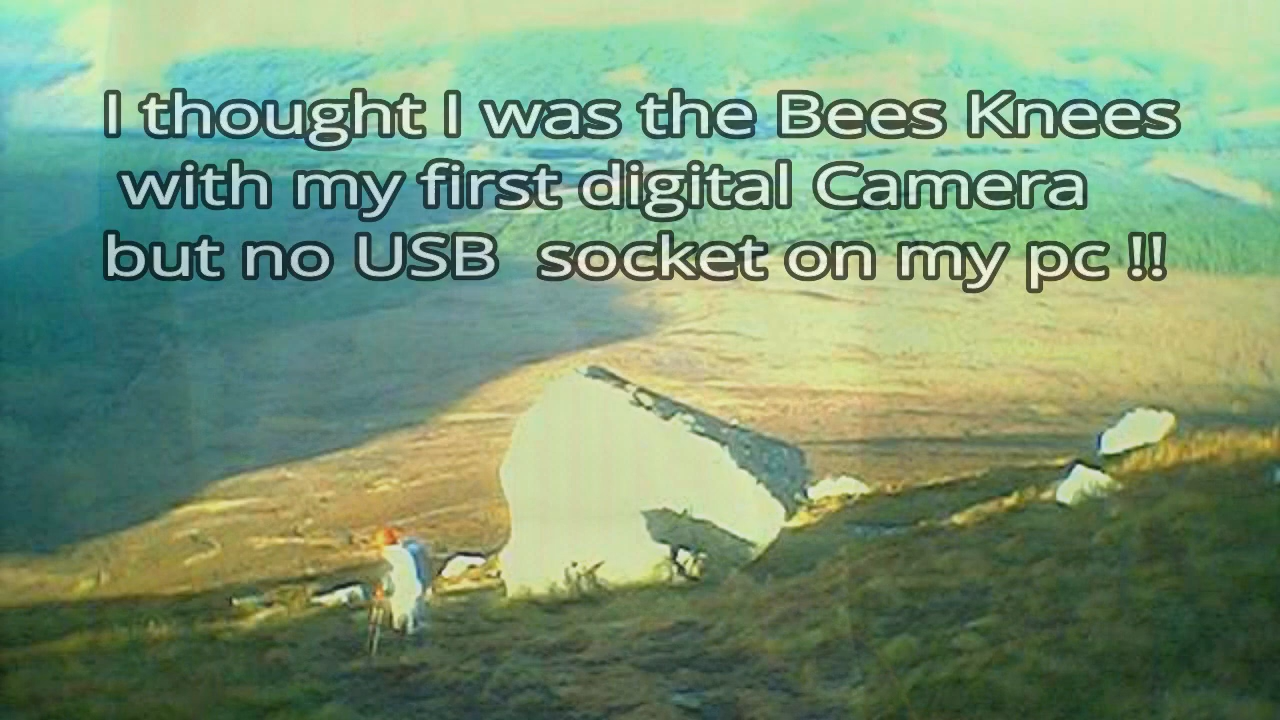 I thought I was the Bees Knees
with my first digital Camera
but no USB socket on my pc !!